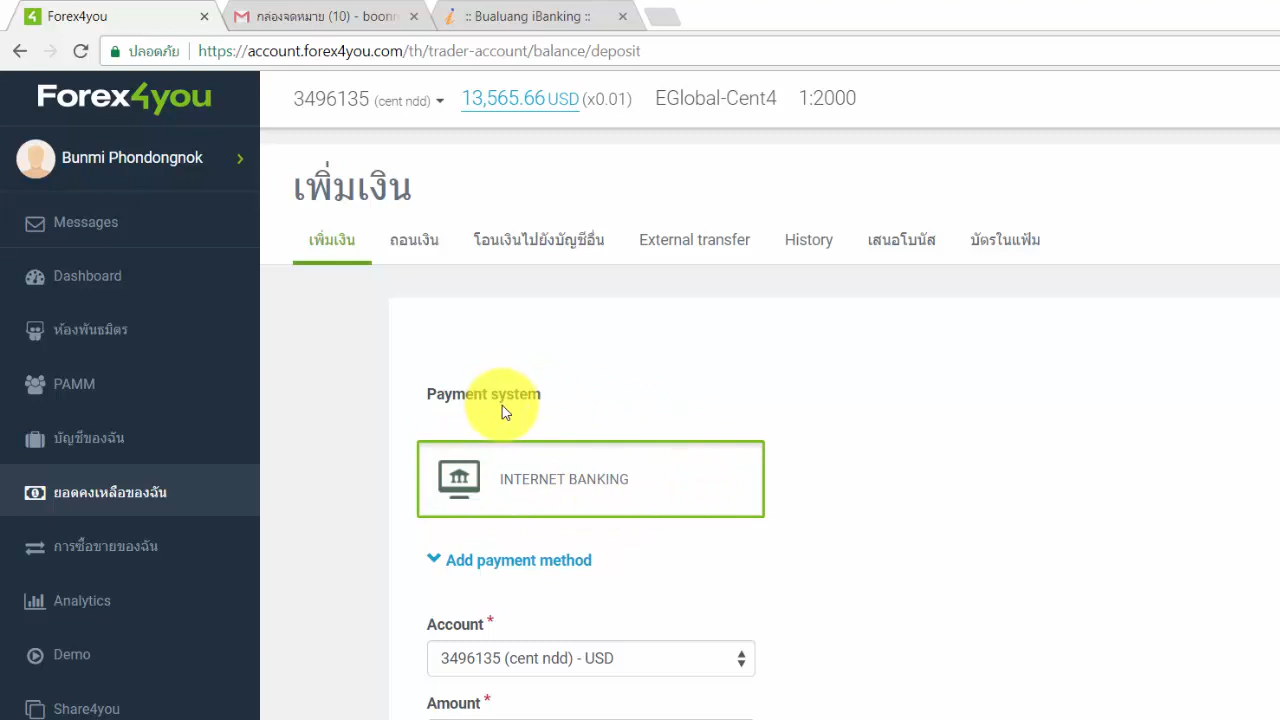 Forex4you
กล่องจดหมาย (10) - boonm
:: Bualuang iBanking ::
ปลอดภัย
https://account.forex4you.com/th/trader-account/balance/deposit
Forex4you
3496135 (cent ndd)
13,565.66 USD (x0.01)
EGlobal-Cent4
1:2000
Bunmi Phondongnok
Messages
Dashboard
ห้องพันธมิตร
PAMM
บัญชีของฉัน
ยอดคงเหลือของฉัน
การซื้อขายของฉัน
Analytics
Demo
Share4you
เพิ่มเงิน
เพิ่มเงิน
ถอนเงิน
โอนเงินไปยังบัญชีอื่น
External transfer
History
เสนอโบนัส
บัตรในแฟ้ม
Payment system
INTERNET BANKING
Add payment method
Account *
3496135 (cent ndd) - USD
Amount *